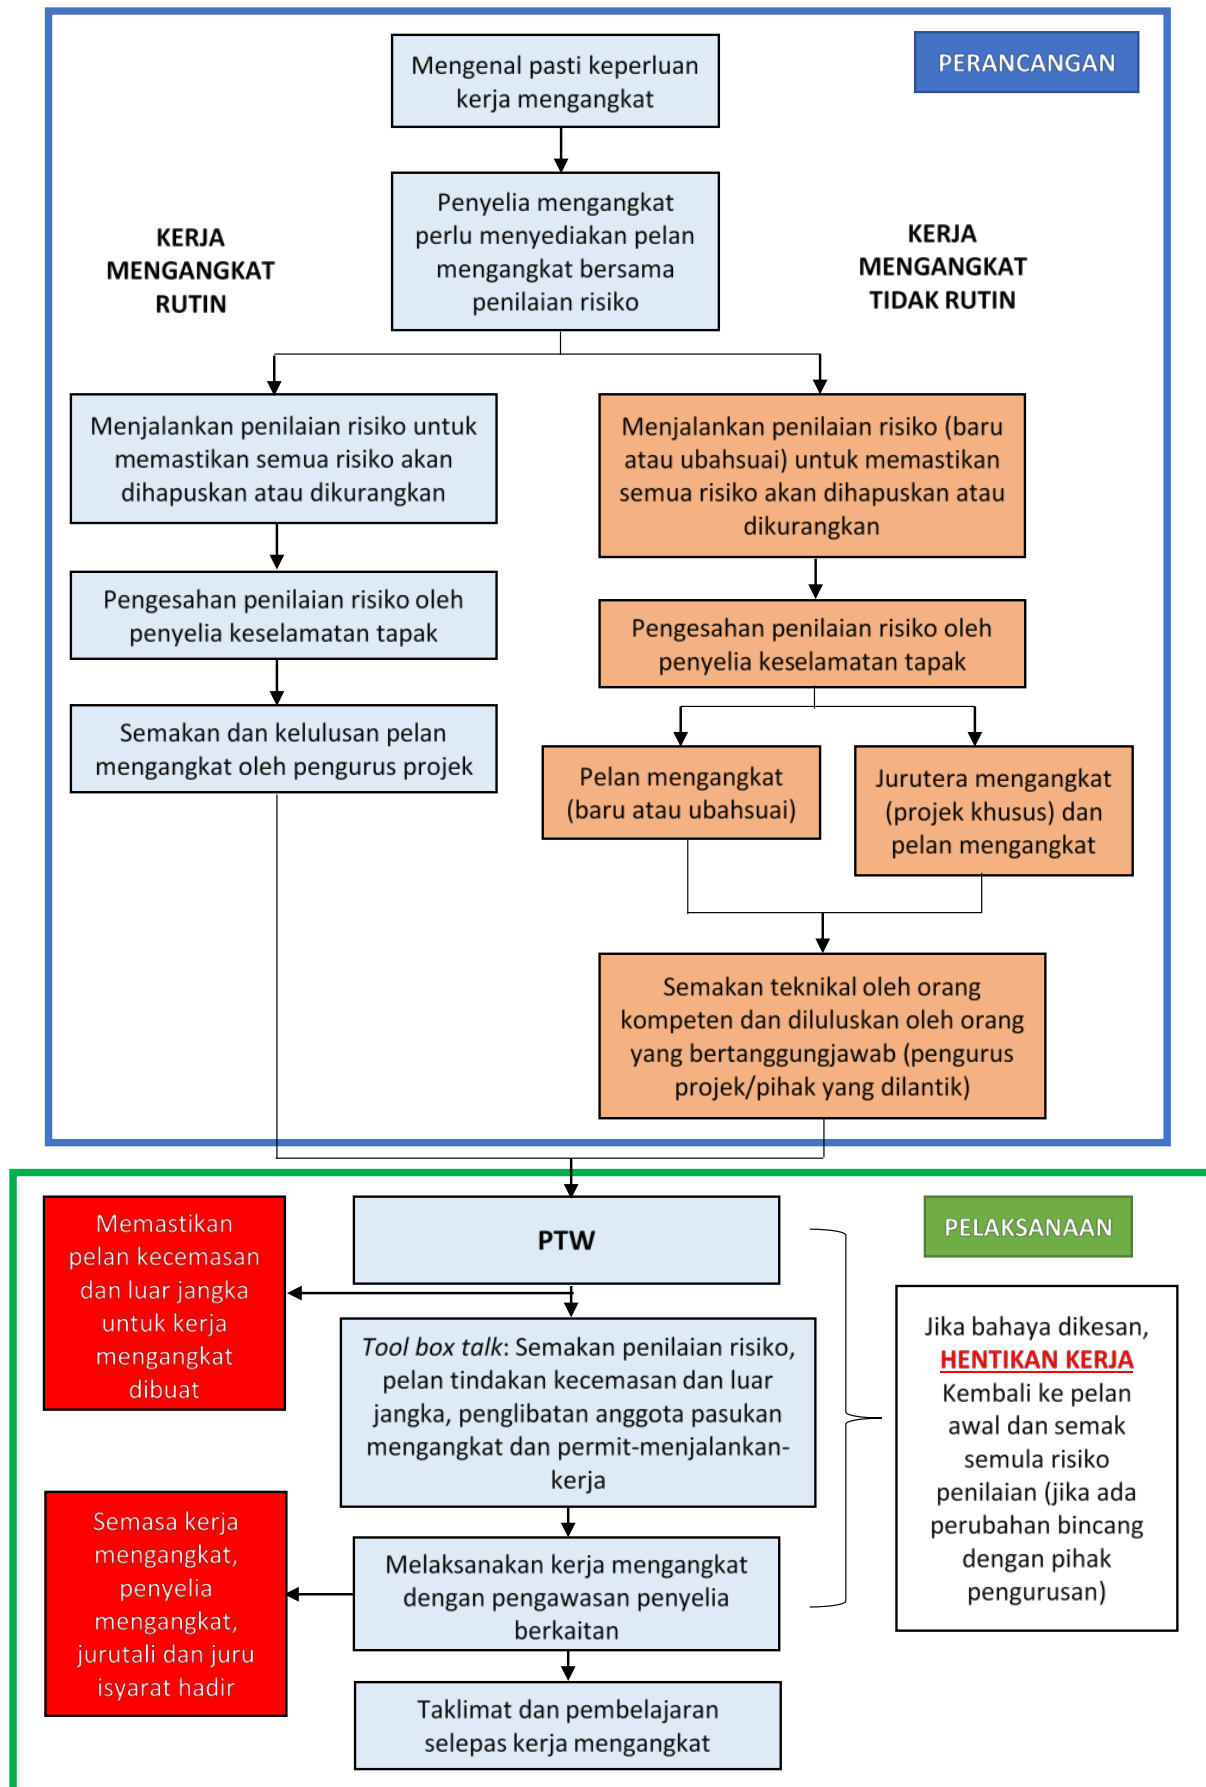 Mengenal pasti keperluan
kerja mengangkat
PERANCANGAN
Penyelia mengangkat
perlu menyediakan pelan
mengangkat bersama
penilaian risiko
KERJA
MENGANGKAT
RUTIN
KERJA
MENGANGKAT
TIDAK RUTIN
Menjalankan penilaian risiko untuk
memastikan semua risiko akan
dihapuskan atau dikurangkan
Menjalankan penilaian risiko (baru
atau ubahsuai) untuk memastikan
semua risiko akan dihapuskan atau
dikurangkan
Pengesahan penilaian risiko oleh
penyelia keselamatan tapak
Pengesahan penilaian risiko oleh
penyelia keselamatan tapak
Semakan dan kelulusan pelan
mengangkat oleh pengurus projek
Pelan mengangkat
(baru atau ubahsuai)
Jurutera mengangkat
(projek khusus) dan
pelan mengangkat
Semakan teknikal oleh orang
kompeten dan diluluskan oleh orang
yang bertanggungjawab (pengurus
projek/pihak yang dilantik)
Memastikan
pelan kecemasan
dan luar jangka
untuk kerja
mengangkat
dibuat
PTW
PELAKSANAAN
Tool box talk: Semakan penilaian risiko,
pelan tindakan kecemasan dan luar
jangka, penglibatan anggota pasukan
mengangkat dan permit-menjalankan-
kerja
Jika bahaya dikesan,
HENTIKAN KERJA
Kembali ke pelan
awal dan semak
semula risiko
penilaian (jika ada
perubahan bincang
dengan pihak
pengurusan)
Semasa kerja
mengangkat,
penyelia
mengangkat,
jurutali dan juru
isyarat hadir
Melaksanakan kerja mengangkat
dengan pengawasan penyelia
berkaitan
Taklimat dan pembelajaran
selepas kerja mengangkat